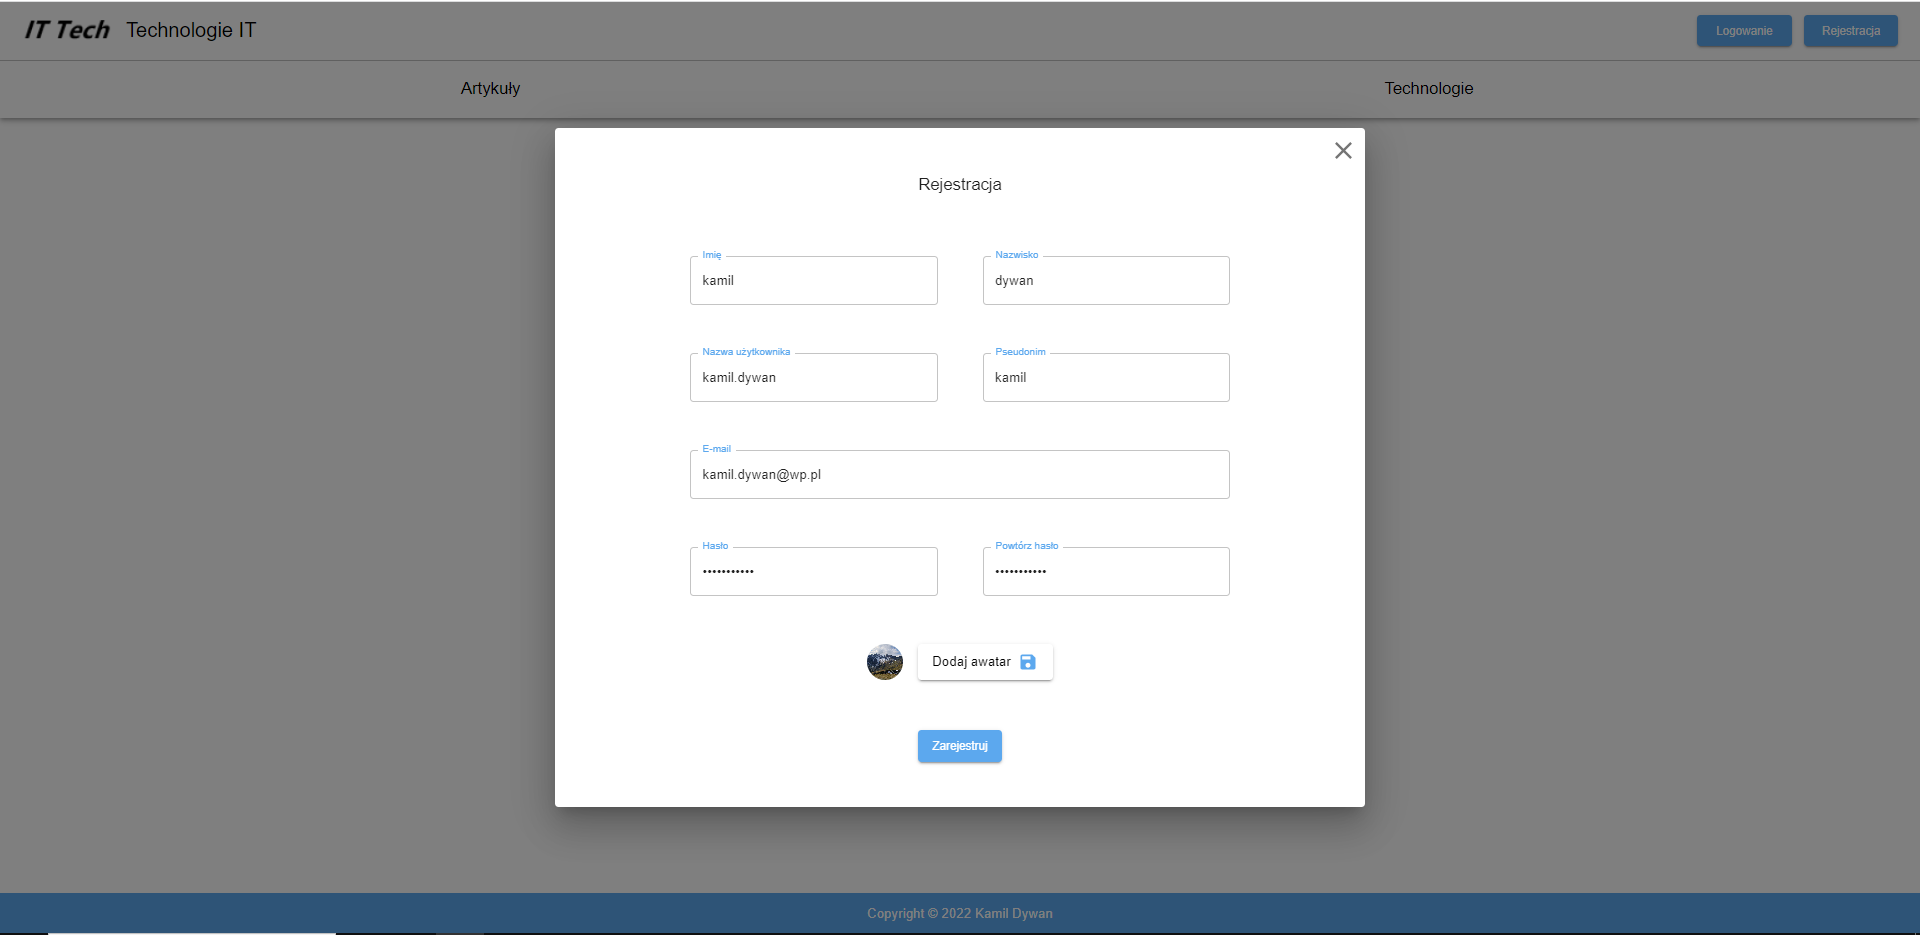 IT Tech Technologie IT Logowanie Rejestracja
Artykuły Technologie
Rejestracja
Imię Nazwisko
kamil dywan
Nazwa użytkownika Pseudonim
kamil.dywan kamil
E-mail
kamil.dywan@wp.pl
Hasło Powtórz hasło
••••••••••• •••••••••••
Dodaj awatar
Zarejestruj
Copyright © 2022 Kamil Dywan